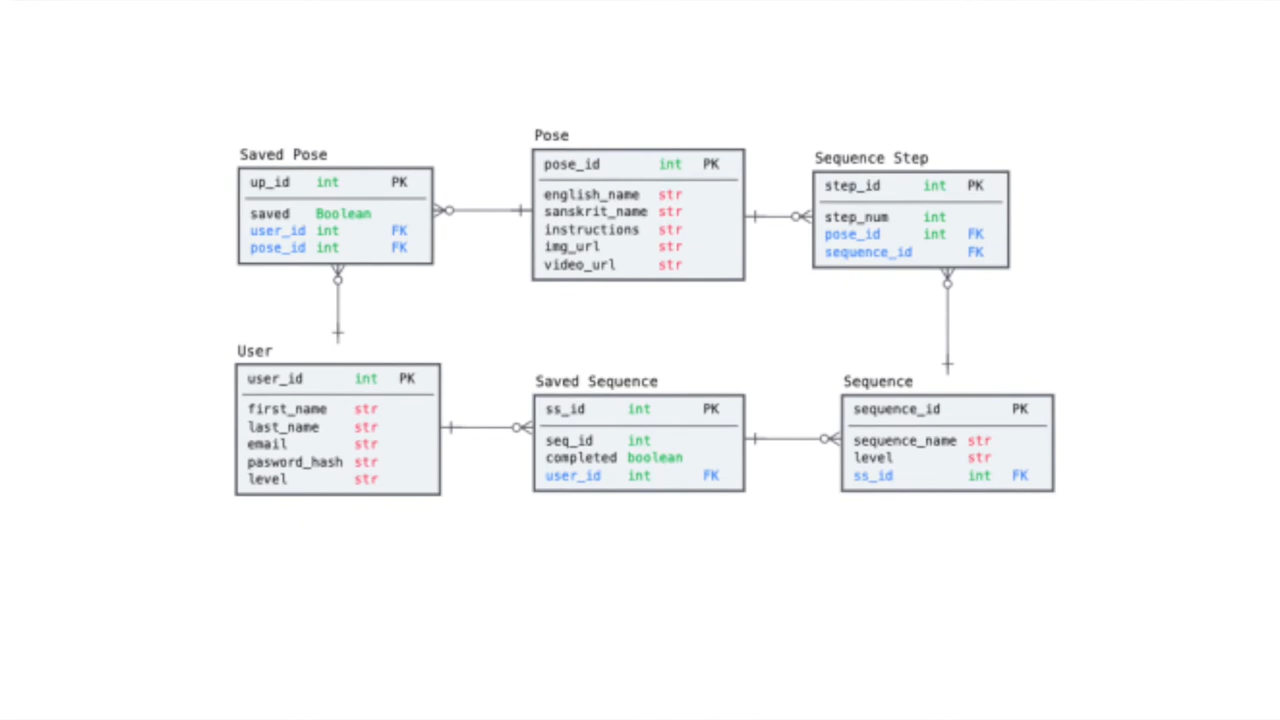 Saved Pose
up_id int PK
saved Boolean
user_id int FK
pose_id int FK
Pose
pose_id int PK
english_name str
sanskrit_name str
instructions str
img_url str
video_url str
Sequence Step
step_id int PK
step_num int
pose_id int FK
sequence_id FK
User
user_id int PK
first_name str
last_name str
email str
pasword_hash str
level str
Saved Sequence
ss_id int PK
seq_id int
completed boolean
user_id int FK
Sequence
sequence_id PK
sequence_name str
level str
ss_id int FK